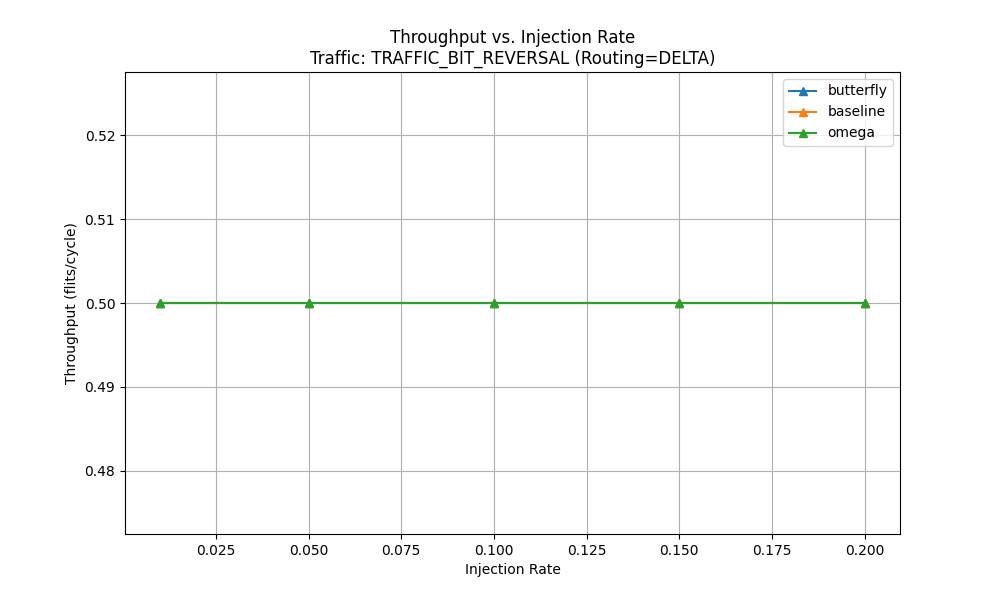 Throughput vs. Injection Rate
Traffic: TRAFFIC_BIT_REVERSAL (Routing=DELTA)
butterfly
baseline
omega
0.52
0.51
0.50
0.49
0.48
Throughput (flits/cycle)
0.025 0.050 0.075 0.100 0.125 0.150 0.175 0.200
Injection Rate